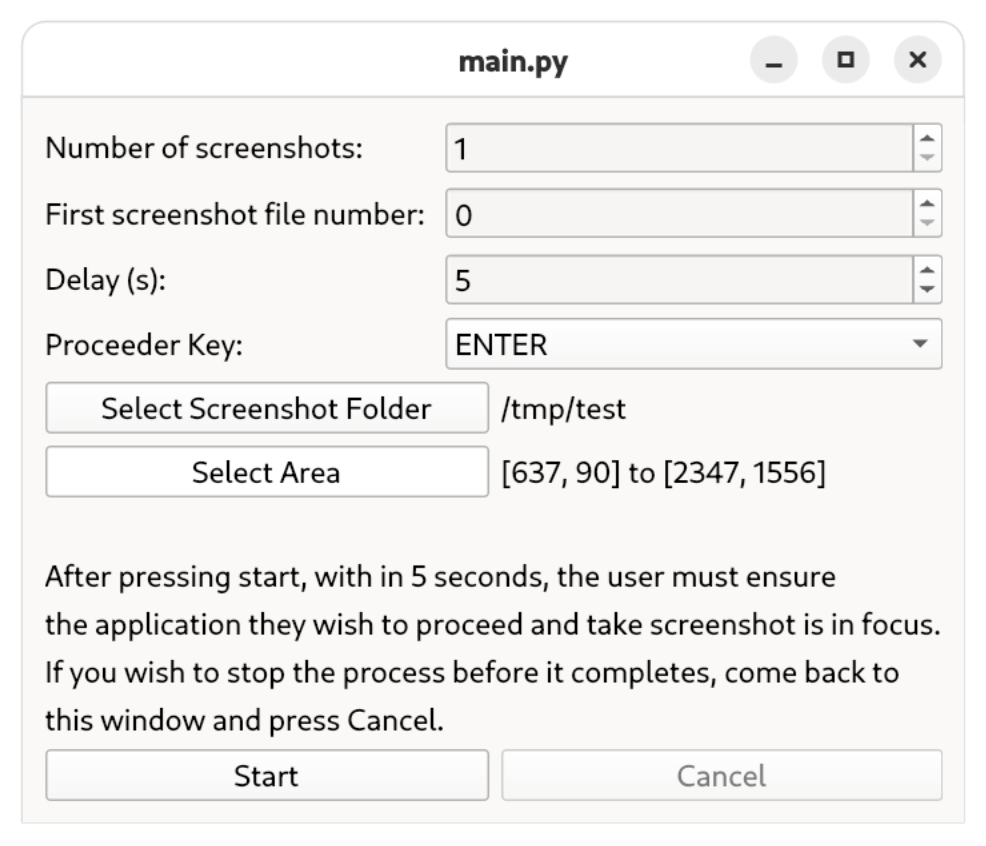 main.py
Number of screenshots: 1
First screenshot file number: 0
Delay (s): 5
Proceeder Key: ENTER
Select Screenshot Folder /tmp/test
Select Area [637, 90] to [2347, 1556]
After pressing start, with in 5 seconds, the user must ensure
the application they wish to proceed and take screenshot is in focus.
If you wish to stop the process before it completes, come back to
this window and press Cancel.
Start Cancel